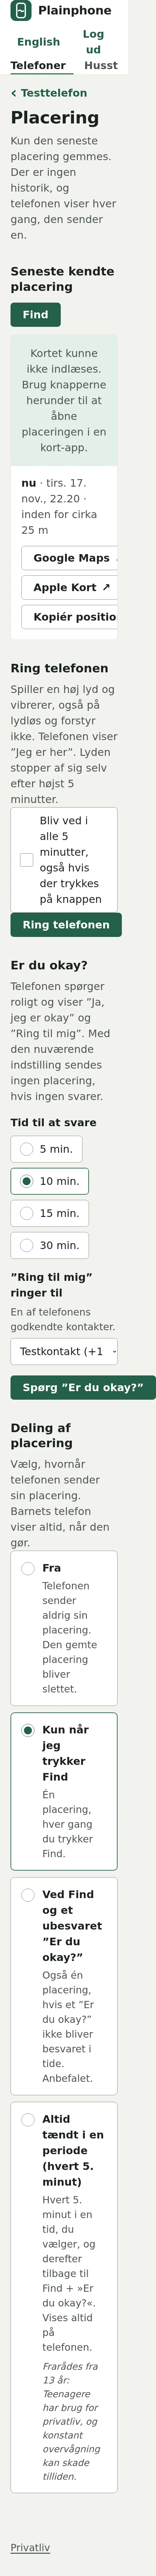 Plainphone
English
Log
ud
Telefoner
Husst
‹ Testtelefon
Placering
Kun den seneste
placering gemmes.
Der er ingen
historik, og
telefonen viser hver
gang, den sender
en.
Seneste kendte
placering
Find
Kortet kunne
ikke indlæses.
Brug knapperne
herunder til at
åbne
placeringen i en
kort-app.
nu · tirs. 17.
nov., 22.20 ·
inden for cirka
25 m
Google Maps
Apple Kort ↗
Kopiér positio
Ring telefonen
Spiller en høj lyd og
vibrerer, også på
lydløs og forstyr
ikke. Telefonen viser
”Jeg er her”. Lyden
stopper af sig selv
efter højst 5
minutter.
Bliv ved i
alle 5
minutter,
også hvis
der trykkes
på knappen
Ring telefonen
Er du okay?
Telefonen spørger
roligt og viser ”Ja,
jeg er okay” og
”Ring til mig”. Med
den nuværende
indstilling sendes
ingen placering,
hvis ingen svarer.
Tid til at svare
5 min.
10 min.
15 min.
30 min.
”Ring til mig”
ringer til
En af telefonens
godkendte kontakter.
Testkontakt (+1
Spørg ”Er du okay?”
Deling af
placering
Vælg, hvornår
telefonen sender
sin placering.
Barnets telefon
viser altid, når den
gør.
Fra
Telefonen
sender
aldrig sin
placering.
Den gemte
placering
bliver
slettet.
Kun når
jeg
trykker
Find
Én
placering,
hver gang
du trykker
Find.
Ved Find
og et
ubesvaret
”Er du
okay?”
Også én
placering,
hvis et ”Er
du okay?”
ikke bliver
besvaret i
tide.
Anbefalet.
Altid
tændt i en
periode
(hvert 5.
minut)
Hvert 5.
minut i en
tid, du
vælger, og
derefter
tilbage til
Find + »Er
du okay?«.
Vises altid
på
telefonen.
Frarådes fra
13 år:
Teenagere
har brug for
privatliv, og
konstant
overvågning
kan skade
tilliden.
Privatliv